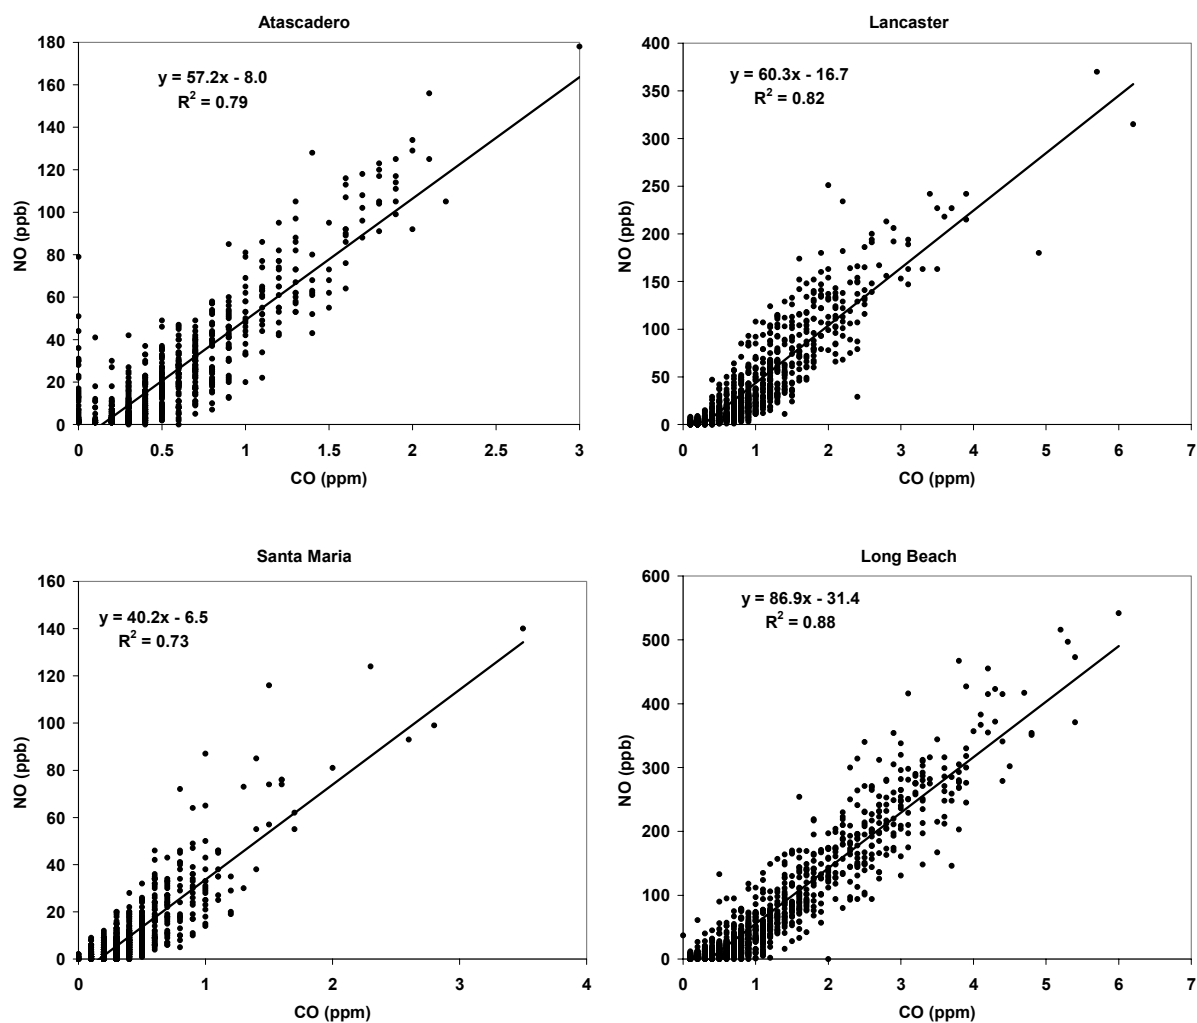 Atascadero
180
160
140
120
100
80
60
40
20
0
NO (ppb)
y = 57.2x - 8.0
R² = 0.79
0 0.5 1 1.5 2 2.5 3
CO (ppm)
Lancaster
400
350
300
250
200
150
100
50
0
NO (ppb)
y = 60.3x - 16.7
R² = 0.82
0 1 2 3 4 5 6 7
CO (ppm)
Santa Maria
160
140
120
100
80
60
40
20
0
NO (ppb)
y = 40.2x - 6.5
R² = 0.73
0 1 2 3 4
CO (ppm)
Long Beach
600
500
400
300
200
100
0
NO (ppb)
y = 86.9x - 31.4
R² = 0.88
0 1 2 3 4 5 6 7
CO (ppm)